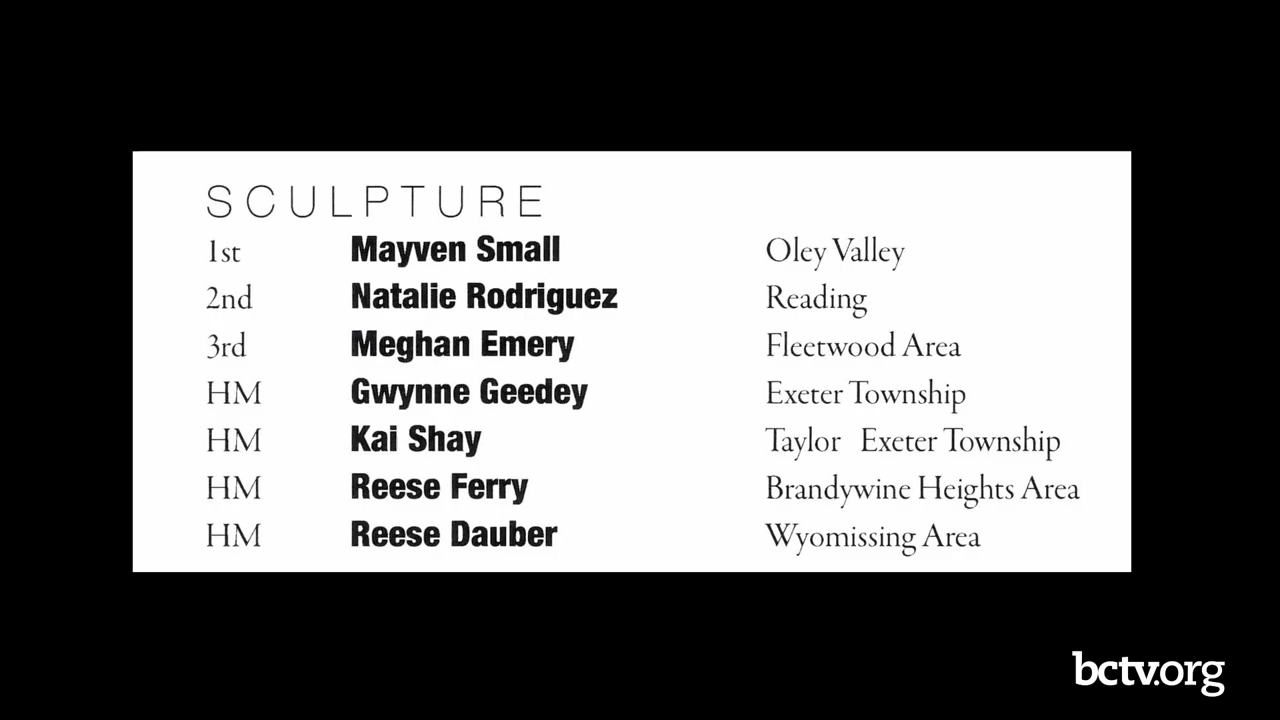 SCULPTURE
1st Mayven Small Oley Valley
2nd Natalie Rodriguez Reading
3rd Meghan Emery Fleetwood Area
HM Gwynne Geedey Exeter Township
HM Kai Shay Taylor Exeter Township
HM Reese Ferry Brandywine Heights Area
HM Reese Dauber Wyomissing Area
bctv.org